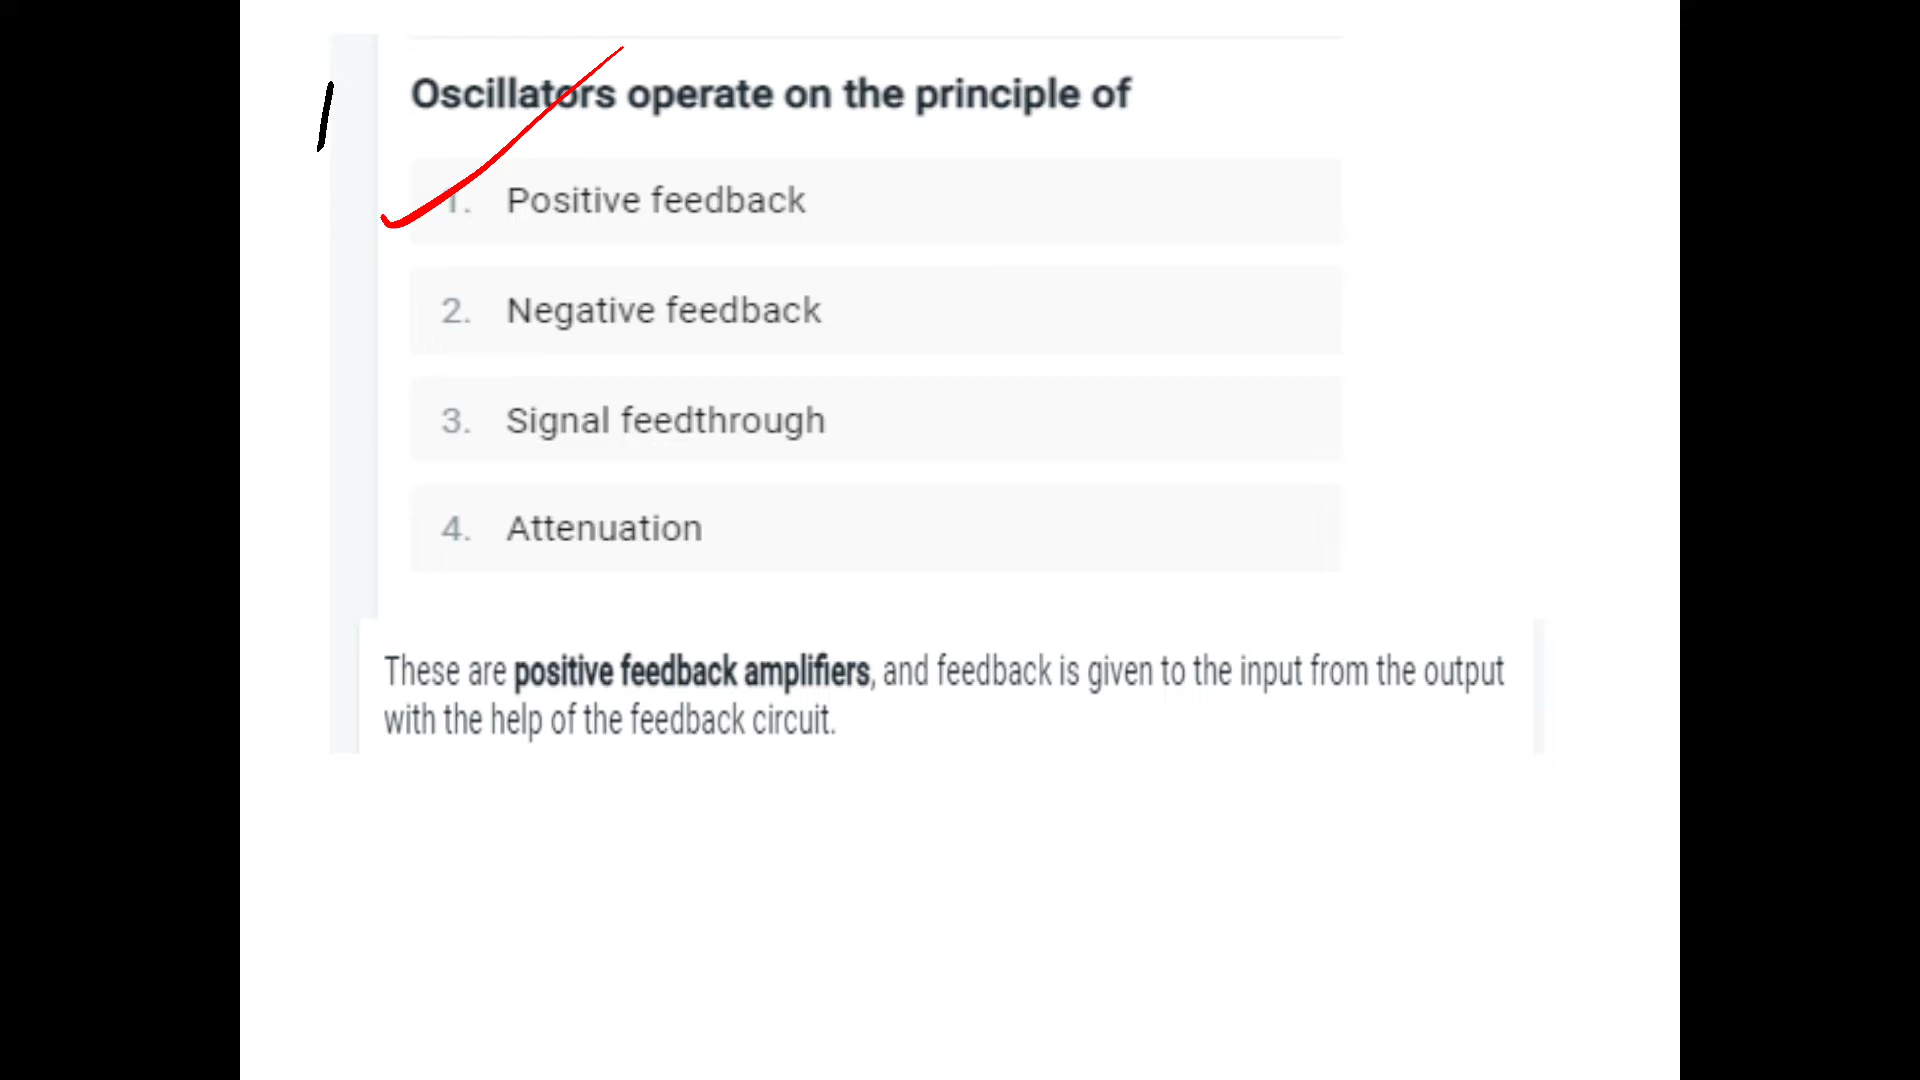 Oscillators operate on the principle of
1. Positive feedback
2. Negative feedback
3. Signal feedthrough
4. Attenuation
These are positive feedback amplifiers, and feedback is given to the input from the output
with the help of the feedback circuit.